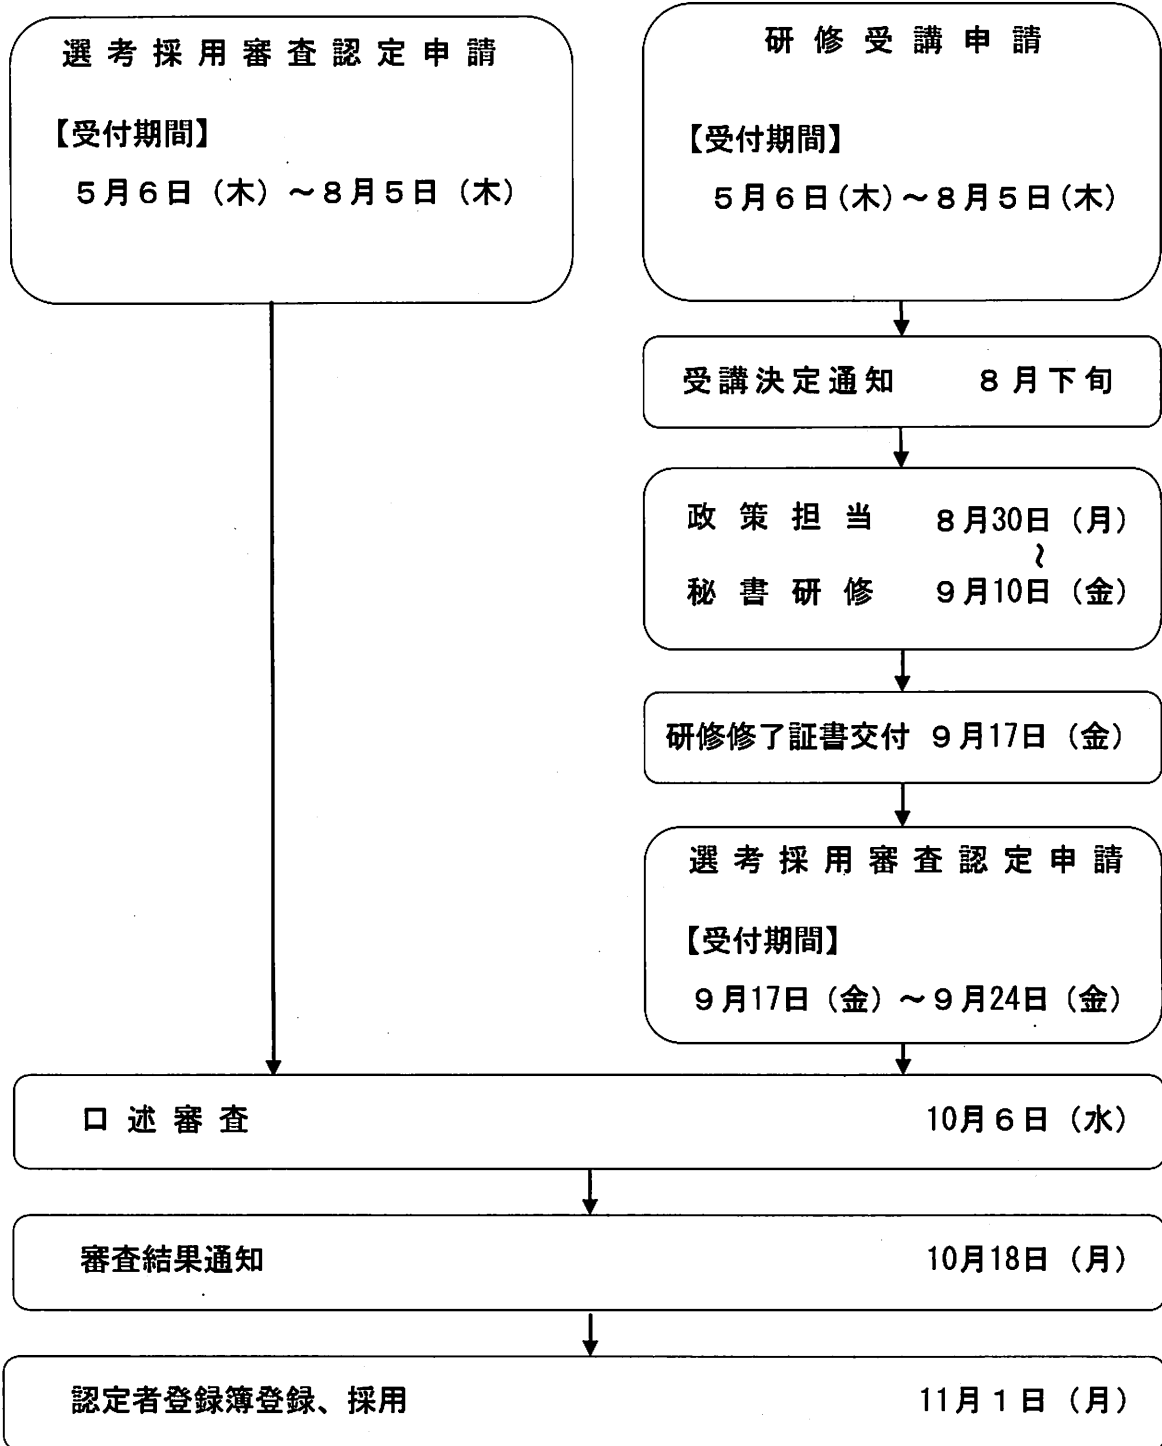 選考採用審査認定申請
【受付期間】
５月６日（木）～８月５日（木）
研修受講申請
【受付期間】
５月６日(木)～８月５日(木)
受講決定通知　８月下旬
政策担当　８月30日（月）
～
秘書研修　９月10日（金）
研修修了証書交付　９月17日（金）
選考採用審査認定申請
【受付期間】
９月17日（金）～９月24日（金）
口述審査　10月６日（水）
審査結果通知　10月18日（月）
認定者登録簿登録、採用　11月１日（月）